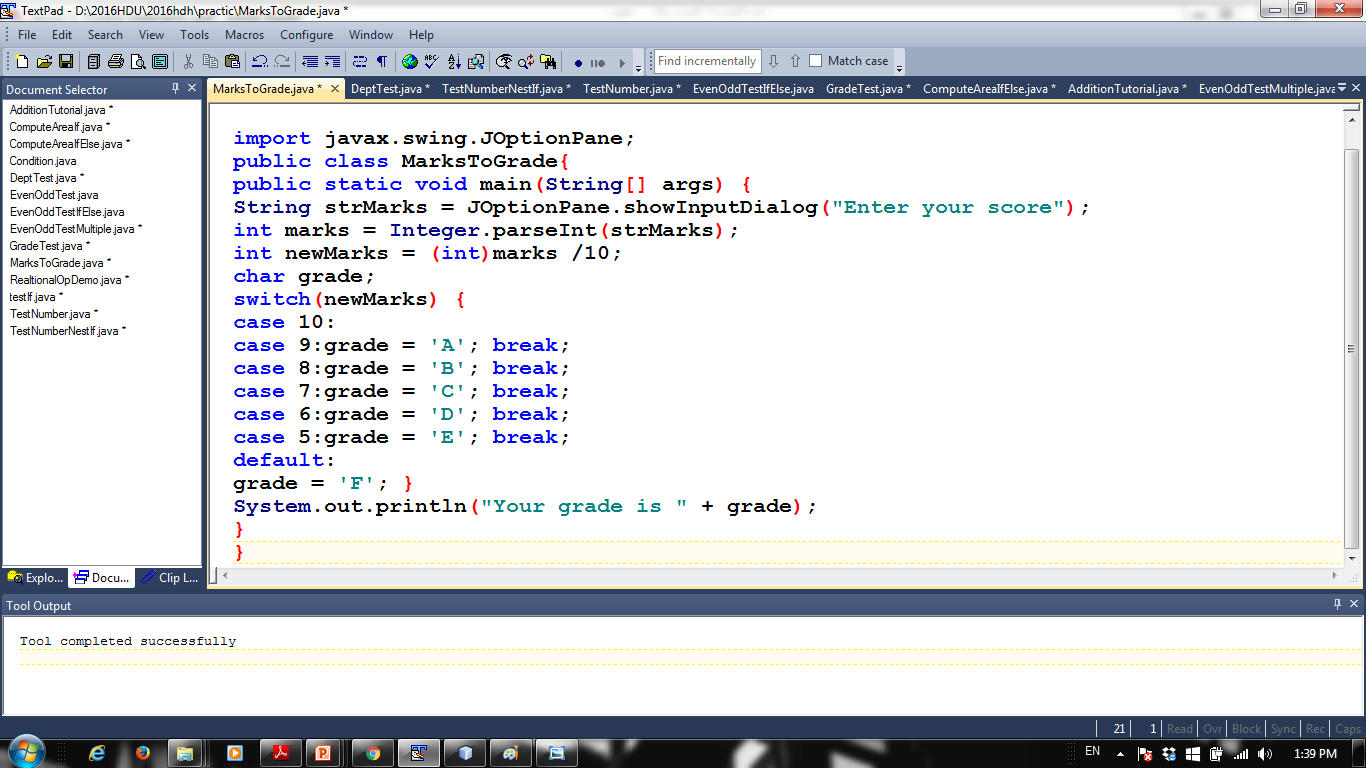 TextPad - D:\2016HDU\2016hdh\practic\MarksToGrade.java *
File Edit Search View Tools Macros Configure Window Help
Find incrementally Match case
Document Selector
MarksToGrade.java * DeptTest.java * TestNumberNestIf.java * TestNumber.java * EvenOddTestIfElse.java GradeTest.java * ComputeAreaIfElse.java * AdditionTutorial.java * EvenOddTestMultiple.java
AdditionTutorial.java *
ComputeAreaIf.java *
ComputeAreaIfElse.java *
Condition.java
DeptTest.java *
EvenOddTest.java
EvenOddTestIfElse.java
EvenOddTestMultiple.java *
GradeTest.java *
MarksToGrade.java *
RealtionalOpDemo.java *
testIf.java *
TestNumber.java *
TestNumberNestIf.java *
import javax.swing.JOptionPane;
public class MarksToGrade{
public static void main(String[] args) {
String strMarks = JOptionPane.showInputDialog("Enter your score");
int marks = Integer.parseInt(strMarks);
int newMarks = (int)marks /10;
char grade;
switch(newMarks) {
case 10:
case 9:grade = 'A'; break;
case 8:grade = 'B'; break;
case 7:grade = 'C'; break;
case 6:grade = 'D'; break;
case 5:grade = 'E'; break;
default:
grade = 'F'; }
System.out.println("Your grade is " + grade);
}
}
Explo... Docu... Clip L...
Tool Output
Tool completed successfully
21 1 Read Ovr Block Sync Rec Caps
EN 1:39 PM